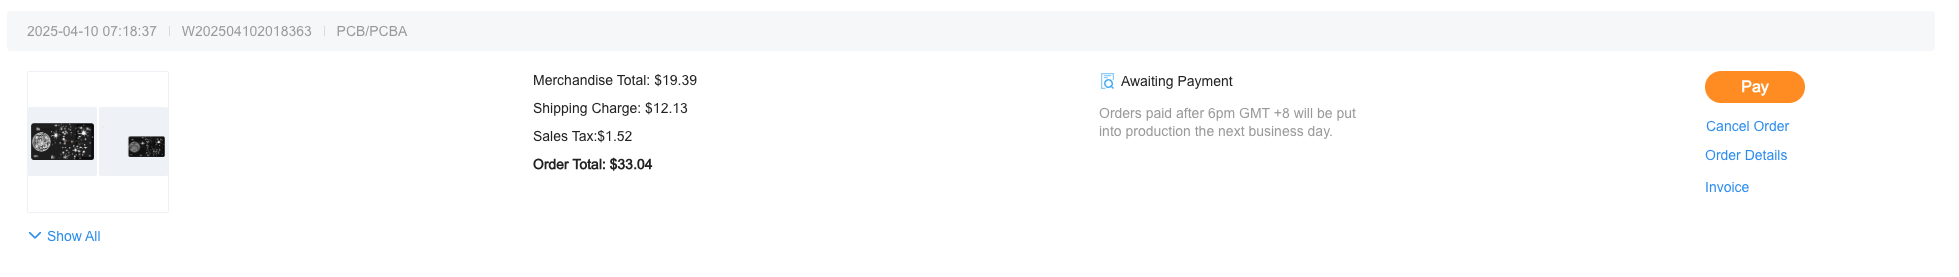 2025-04-10 07:18:37 W202504102018363 PCB/PCBA
Merchandise Total: $19.39
Shipping Charge: $12.13
Sales Tax:$1.52
Order Total: $33.04
Awaiting Payment
Orders paid after 6pm GMT +8 will be put
into production the next business day.
Pay
Cancel Order
Order Details
Invoice
Show All